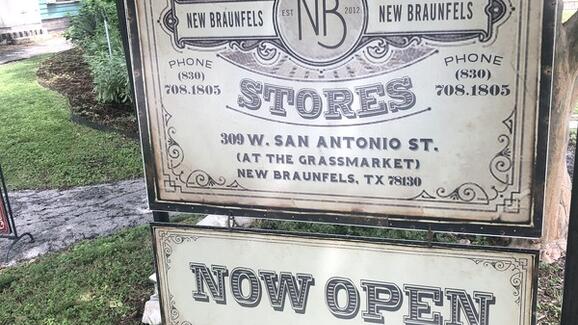 NEW BRAUNFELS EST NB 2012 NEW BRAUNFELS
PHONE
(830)
708.1805
PHONE
(830)
708.1805
STORES
309 W. SAN ANTONIO ST.
(AT THE GRASSMARKET)
NEW BRAUNFELS, TX 78130
NOW OPEN